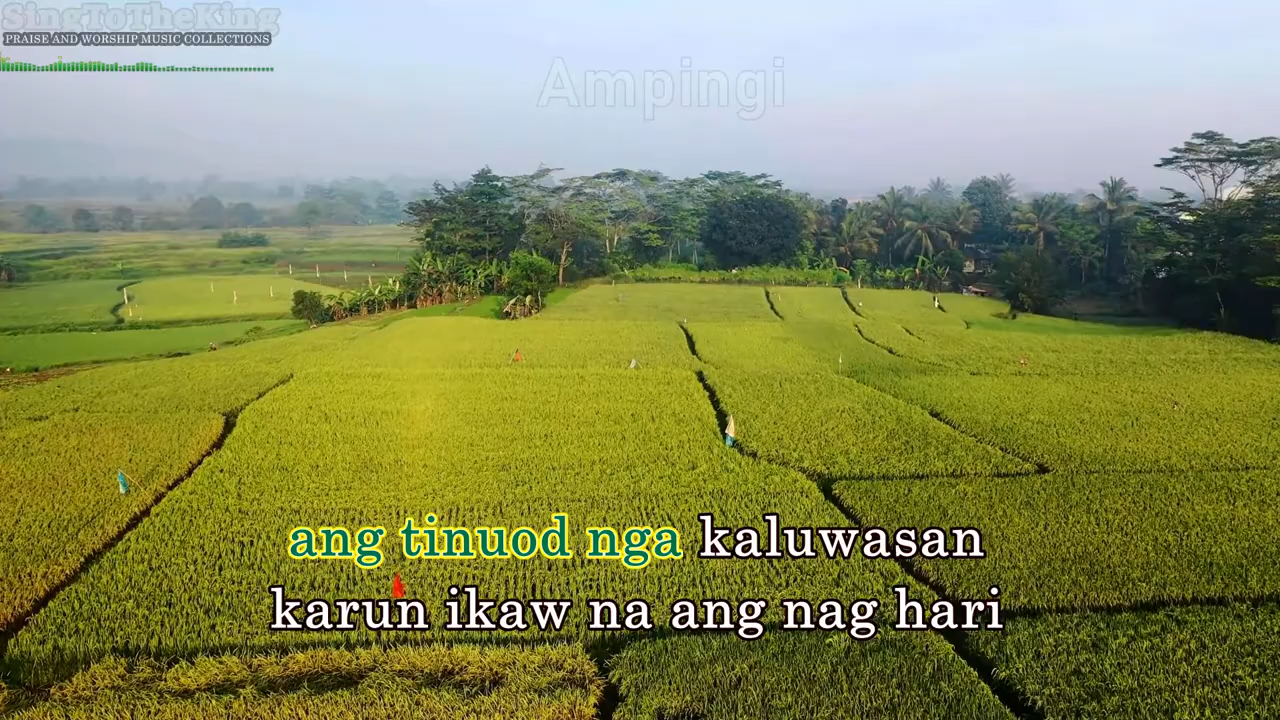 SingToTheKing
PRAISE AND WORSHIP MUSIC COLLECTIONS
Ampingi
ang tinuod nga kaluwasan
karun ikaw na ang nag hari